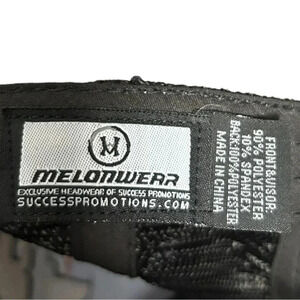 M
MELONWEAR
EXCLUSIVE HEADWEAR OF SUCCESS PROMOTIONS
SUCCESSPROMOTIONS.COM
FRONT&VISOR:
90% POLYESTER
10% SPANDEX
BACK:100%POLYESTER
MADE IN CHINA